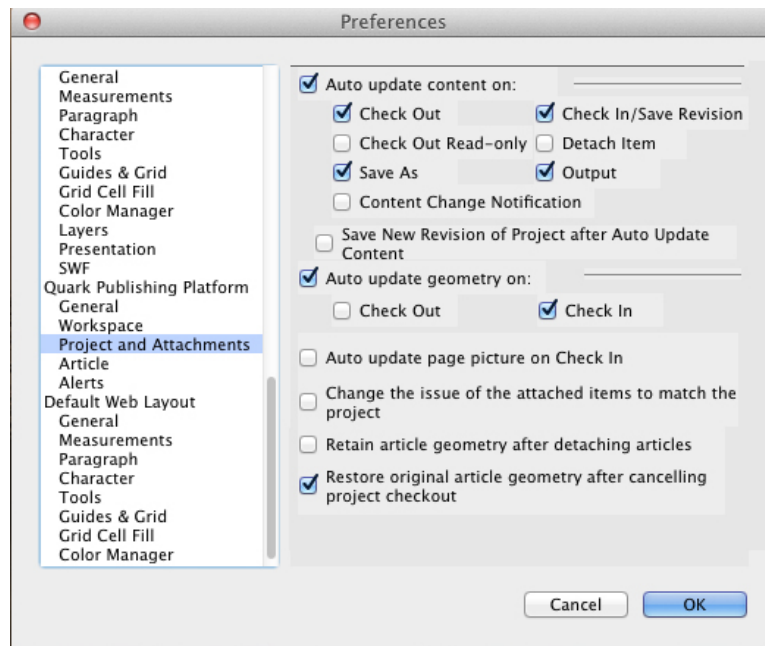 Preferences
General
Measurements
Paragraph
Character
Tools
Guides & Grid
Grid Cell Fill
Color Manager
Layers
Presentation
SWF
Quark Publishing Platform
General
Workspace
Project and Attachments
Article
Alerts
Default Web Layout
General
Measurements
Paragraph
Character
Tools
Guides & Grid
Grid Cell Fill
Color Manager
Auto update content on:
Check Out
Check In/Save Revision
Check Out Read-only
Detach Item
Save As
Output
Content Change Notification
Save New Revision of Project after Auto Update
Content
Auto update geometry on:
Check Out
Check In
Auto update page picture on Check In
Change the issue of the attached items to match the
project
Retain article geometry after detaching articles
Restore original article geometry after cancelling
project checkout
Cancel
OK